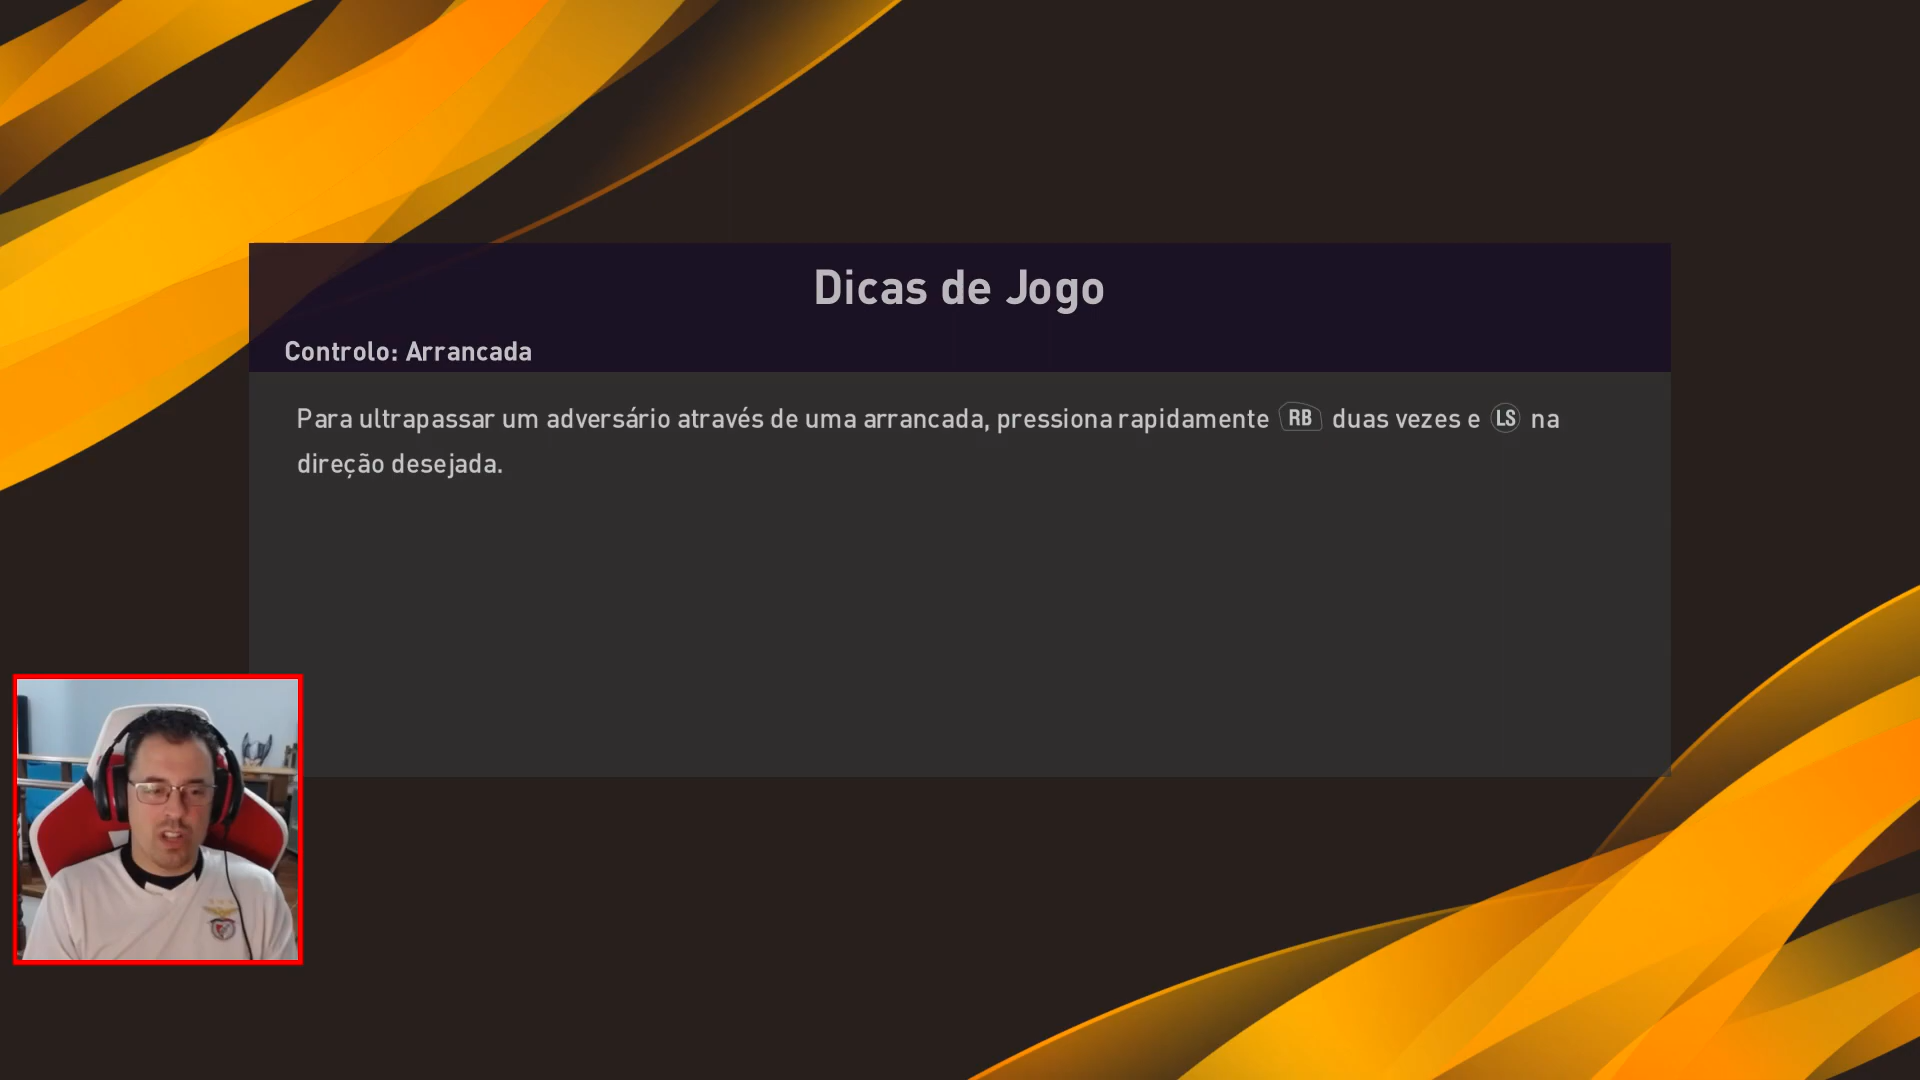 Dicas de Jogo
Controlo: Arrancada
Para ultrapassar um adversário através de uma arrancada, pressiona rapidamente RB duas vezes e LS na
direção desejada.